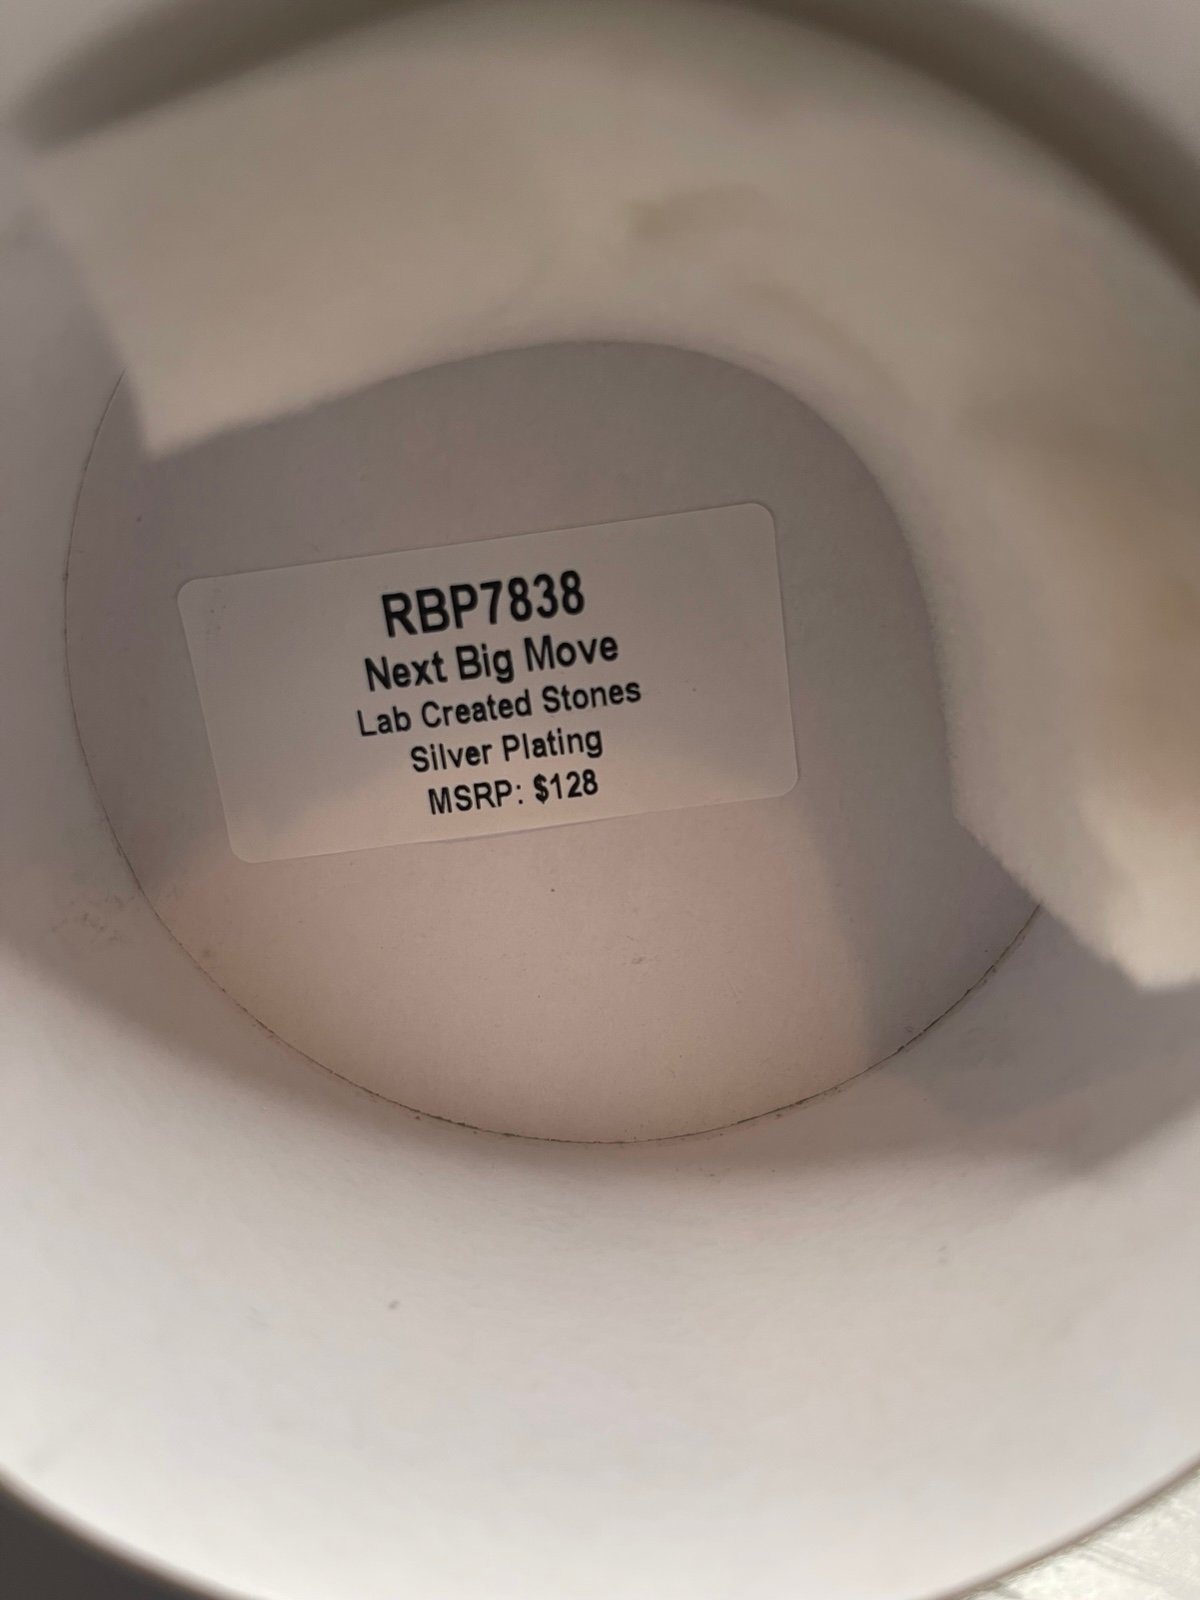 RBP7838
Next Big Move
Lab Created Stones
Silver Plating
MSRP: $128